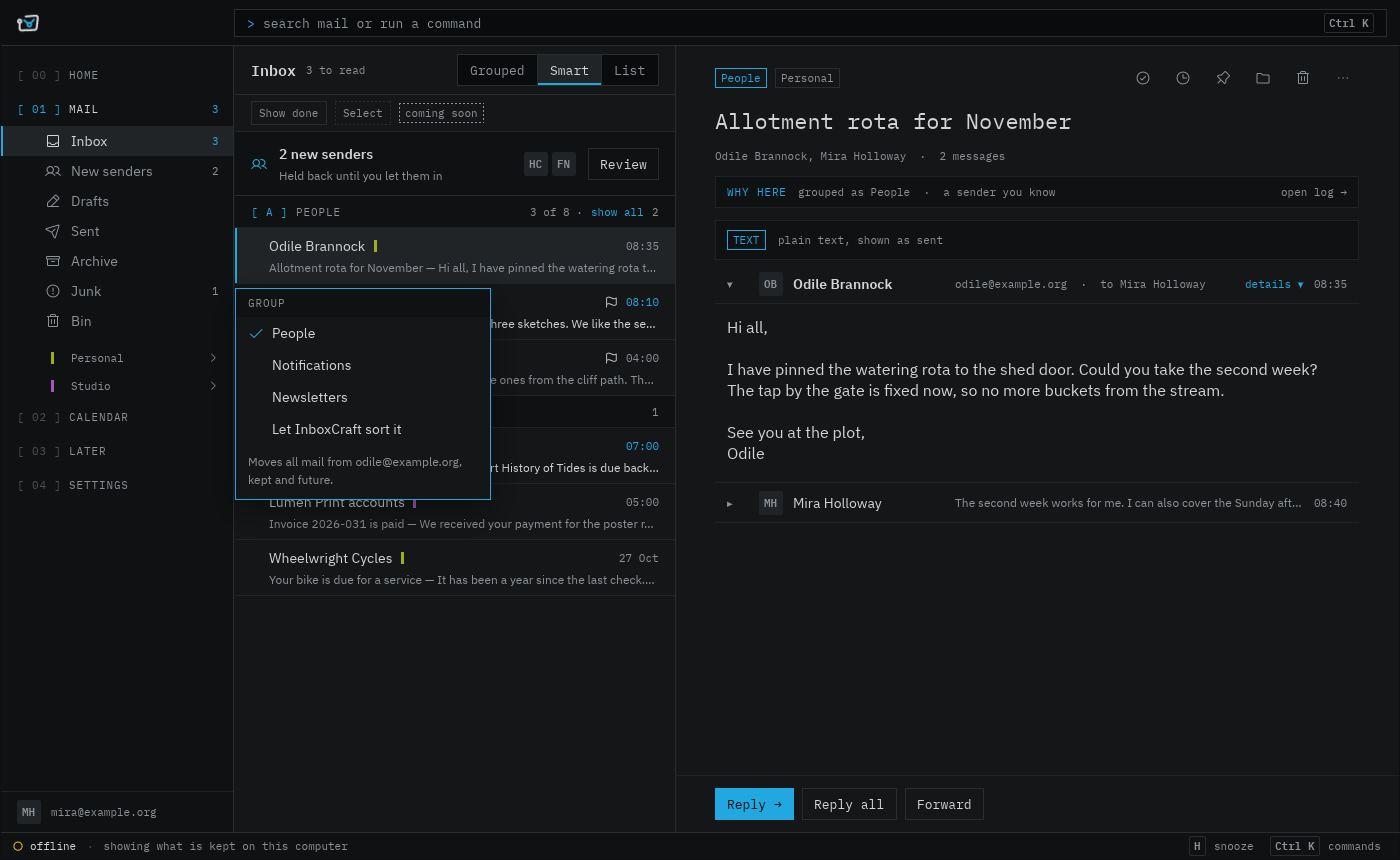 > search mail or run a command Ctrl K
[ 00 ] HOME
[ 01 ] MAIL 3
Inbox 3
New senders 2
Drafts
Sent
Archive
Junk 1
Bin
Personal
Studio
[ 02 ] CALENDAR
[ 03 ] LATER
[ 04 ] SETTINGS
MH mira@example.org
Inbox 3 to read Grouped Smart List
Show done Select coming soon
2 new senders
Held back until you let them in
HC FN Review
[ A ] PEOPLE 3 of 8 · show all 2
Odile Brannock 08:35
Allotment rota for November — Hi all, I have pinned the watering rota t…
08:10
hree sketches. We like the se…
04:00
e ones from the cliff path. Th…
1
07:00
rt History of Tides is due back…
GROUP
People
Notifications
Newsletters
Let InboxCraft sort it
Moves all mail from odile@example.org,
kept and future.
Lumen Print accounts 05:00
Invoice 2026-031 is paid — We received your payment for the poster r…
Wheelwright Cycles 27 Oct
Your bike is due for a service — It has been a year since the last check.…
People Personal
Allotment rota for November
Odile Brannock, Mira Holloway · 2 messages
WHY HERE grouped as People · a sender you know open log →
TEXT plain text, shown as sent
▾ OB Odile Brannock odile@example.org · to Mira Holloway details ▾ 08:35
Hi all,
I have pinned the watering rota to the shed door. Could you take the second week?
The tap by the gate is fixed now, so no more buckets from the stream.
See you at the plot,
Odile
▸ MH Mira Holloway The second week works for me. I can also cover the Sunday aft… 08:40
Reply → Reply all Forward
offline · showing what is kept on this computer H snooze Ctrl K commands